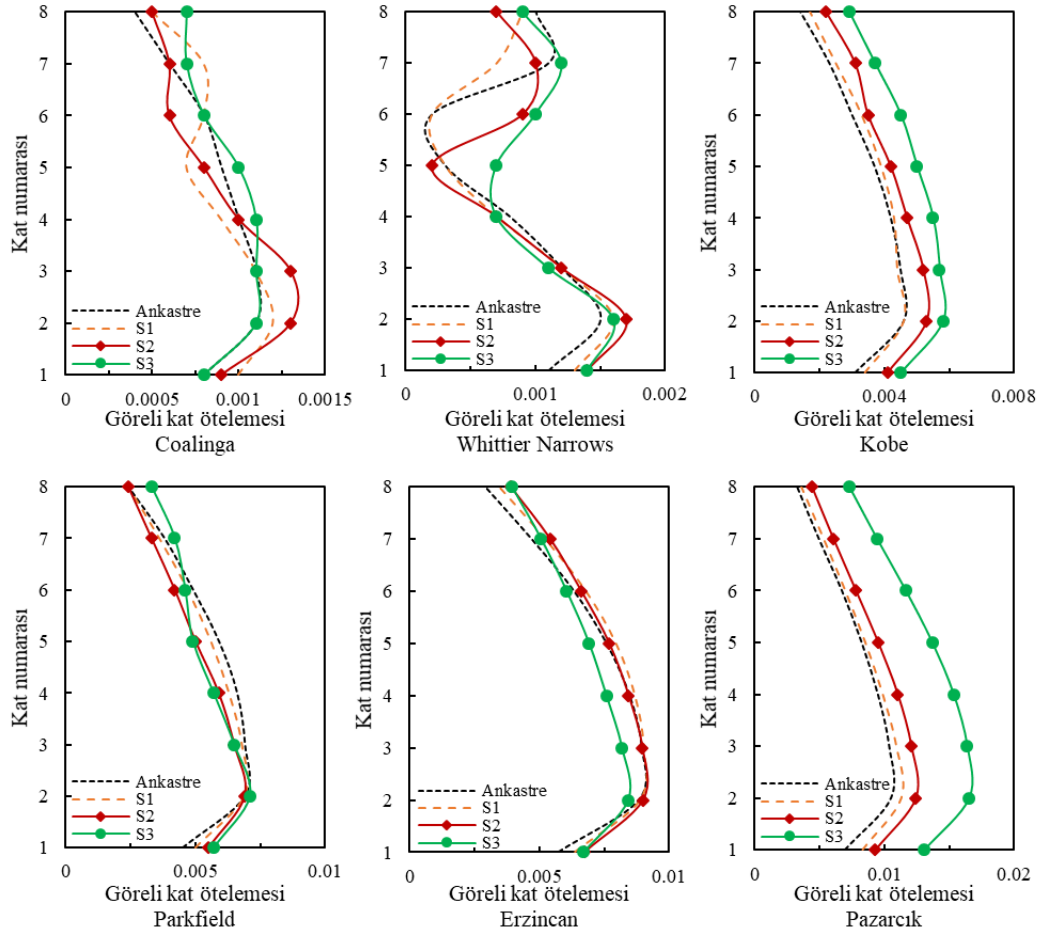 Kat numarası
8
7
6
5
4
3
2
1
Ankastre
S1
S2
S3
0
0.0005
0.001
0.0015
Göreli kat ötelemesi
Coalinga
Kat numarası
8
7
6
5
4
3
2
1
Ankastre
S1
S2
S3
0
0.001
0.002
Göreli kat ötelemesi
Whittier Narrows
Kat numarası
8
7
6
5
4
3
2
1
Ankastre
S1
S2
S3
0
0.004
0.008
Göreli kat ötelemesi
Kobe
Kat numarası
8
7
6
5
4
3
2
1
Ankastre
S1
S2
S3
0
0.005
0.01
Göreli kat ötelemesi
Parkfield
Kat numarası
8
7
6
5
4
3
2
1
Ankastre
S1
S2
S3
0
0.005
0.01
Göreli kat ötelemesi
Erzincan
Kat numarası
8
7
6
5
4
3
2
1
Ankastre
S1
S2
S3
0
0.01
0.02
Göreli kat ötelemesi
Pazarcık